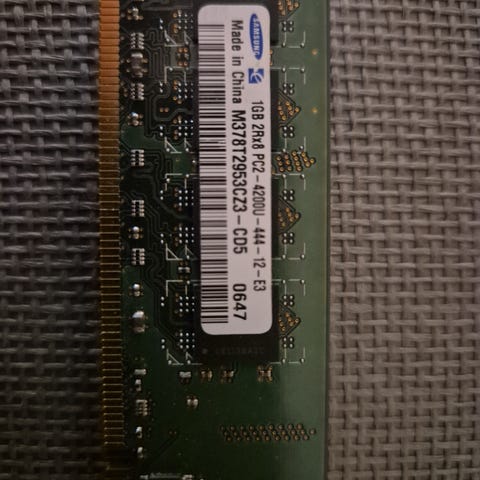 SAMSUNG
1GB 2Rx8 PC2-4200U-444-12-E3
Made in China M378T2953CZ3-CD5 0647